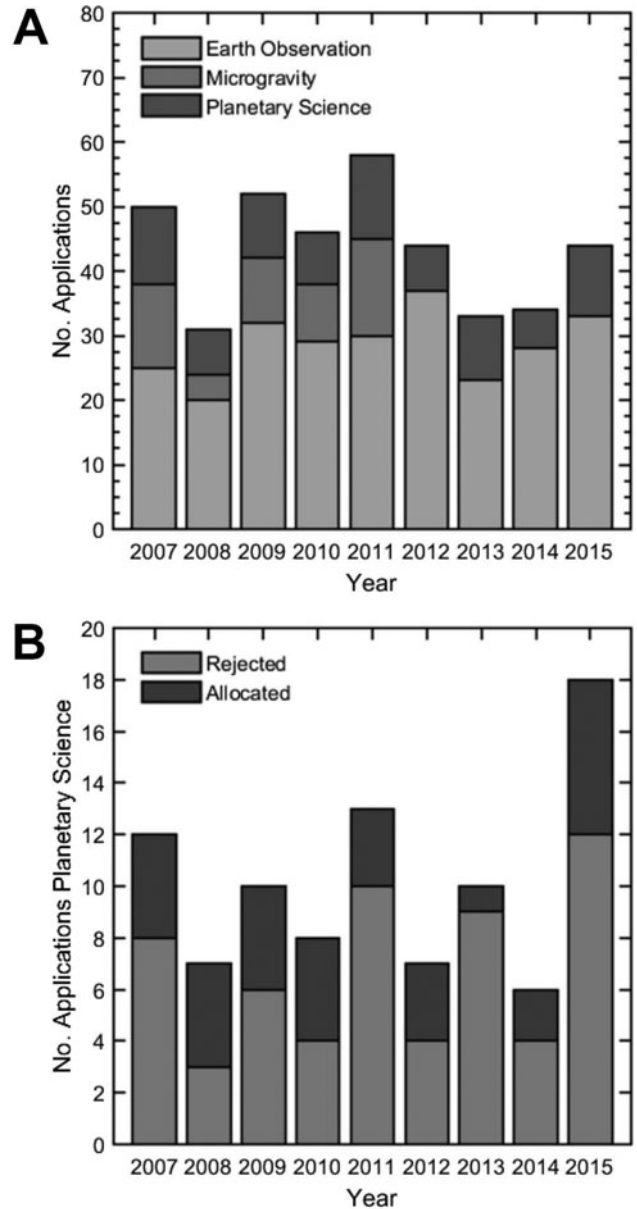 A
80
70
60
50
40
30
20
10
0
No. Applications
Earth Observation
Microgravity
Planetary Science
2007 2008 2009 2010 2011 2012 2013 2014 2015
Year
B
20
18
16
14
12
10
8
6
4
2
0
No. Applications Planetary Science
Rejected
Allocated
2007 2008 2009 2010 2011 2012 2013 2014 2015
Year